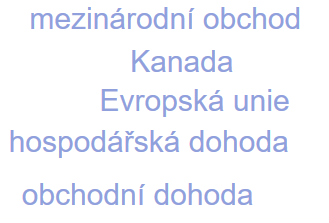 mezinárodní obchod
Kanada
Evropská unie
hospodářská dohoda
obchodní dohoda